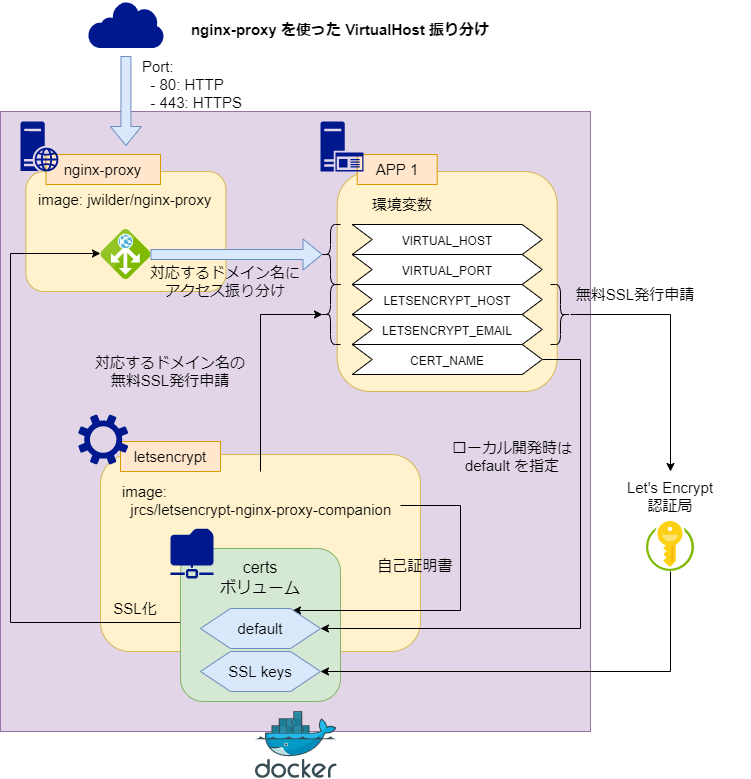 nginx-proxy を使った VirtualHost 振り分け
Port:
- 80: HTTP
- 443: HTTPS
nginx-proxy
image: jwilder/nginx-proxy
対応するドメイン名に
アクセス振り分け
APP 1
環境変数
VIRTUAL_HOST
VIRTUAL_PORT
LETSENCRYPT_HOST
LETSENCRYPT_EMAIL
CERT_NAME
無料SSL発行申請
対応するドメイン名の
無料SSL発行申請
ローカル開発時は
default を指定
letsencrypt
image:
jrcs/letsencrypt-nginx-proxy-companion
Let's Encrypt
認証局
自己証明書
certs
ボリューム
SSL化
default
SSL keys
docker